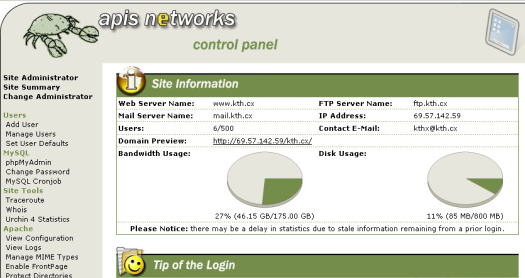 apis networks
control panel
Site Administrator
Site Summary
Change Administrator
Users
Add User
Manage Users
Set User Defaults
MySQL
phpMyAdmin
Change Password
MySQL Cronjob
Site Tools
Traceroute
Whois
Urchin 4 Statistics
Apache
View Configuration
View Logs
Manage MIME Types
Enable FrontPage
Protect Directories
Site Information
Web Server Name: www.kth.cx FTP Server Name: ftp.kth.cx
Mail Server Name: mail.kth.cx IP Address: 69.57.142.59
Users: 6/500 Contact E-Mail: kthx@kth.cx
Domain Preview: http://69.57.142.59/kth.cx/
Bandwidth Usage: Disk Usage:
27% (46.15 GB/175.00 GB) 11% (85 MB/800 MB)
Please Notice: there may be a delay in statistics due to stale information remaining from a prior login.
Tip of the Login